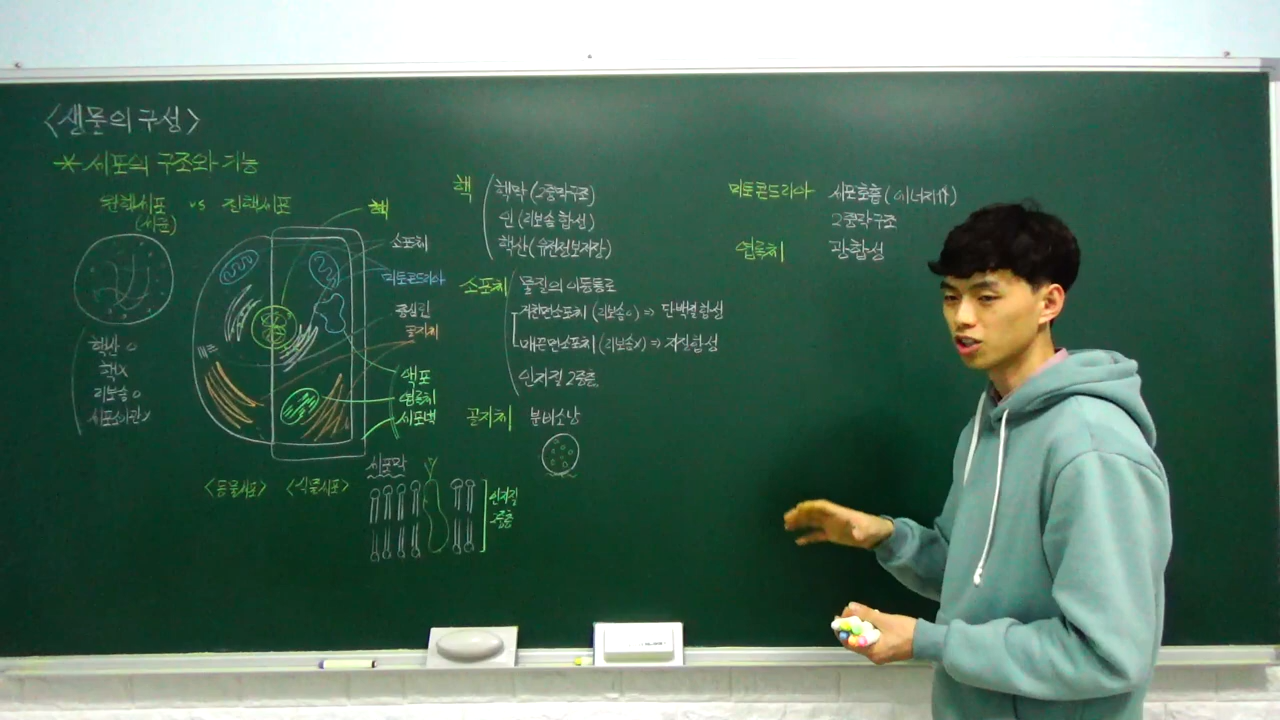 <생물의 구성>
* 세포의 구조와 기능
원핵세포 vs 진핵세포
(세균)
핵산 o
핵 x
리보솜 o
세포소기관 x
핵
소포체
미토콘드리아
중심립
골지체
액포
엽록체
세포벽
<동물세포> <식물세포>
세포막
인지질
2중층
핵 핵막 (2중막구조)
인 (리보솜 합성)
핵산 (유전정보저장)
소포체 물질의 이동통로
거친면소포체 (리보솜o) => 단백질합성
매끈면소포체 (리보솜x) => 지질합성
인지질 2중층
골지체 분비소낭
미토콘드리아 세포호흡 (에너지↑)
2중막구조
엽록체 광합성